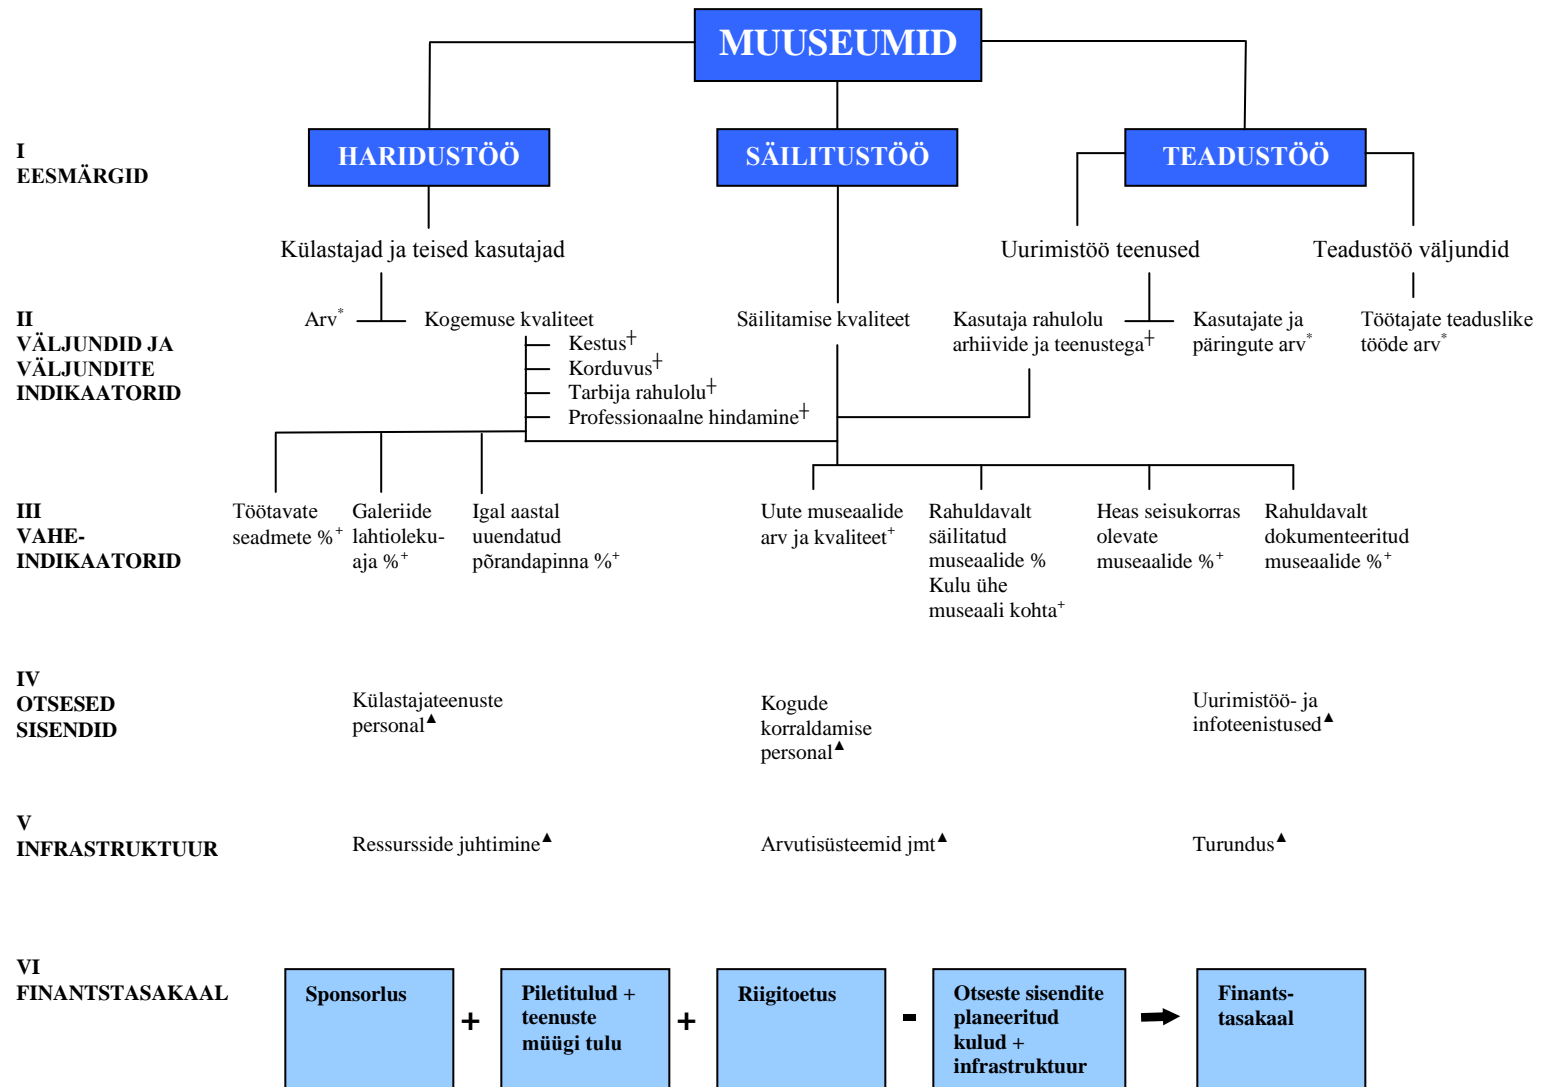 MUUSEUMID
I
EESMÄRGID
HARIDUSTÖÖ
SÄILITUSTÖÖ
TEADUSTÖÖ
Külastajad ja teised kasutajad
Uurimistöö teenused
Teadustöö väljundid
II
VÄLJUNDID JA
VÄLJUNDITE
INDIKAATORID
Arv*
Kogemuse kvaliteet
Kestus┼
Korduvus┼
Tarbija rahulolu┼
Professionaalne hindamine┼
Säilitamise kvaliteet
Kasutaja rahulolu
arhiivide ja teenustega┼
Kasutajate ja
päringute arv*
Töötajate teaduslike
tööde arv*
III
VAHE-
INDIKAATORID
Töötavate
seadmete %+
Galeriide
lahtioleku-
aja %+
Igal aastal
uuendatud
põrandapinna %+
Uute museaalide
arv ja kvaliteet+
Rahuldavalt
säilitatud
museaalide %
Kulu ühe
museaali kohta+
Heas seisukorras
olevate
museaalide %+
Rahuldavalt
dokumenteeritud
museaalide %+
IV
OTSESED
SISENDID
Külastajateenuste
personal▲
Kogude
korraldamise
personal▲
Uurimistöö- ja
infoteenistused▲
V
INFRASTRUKTUUR
Ressursside juhtimine▲
Arvutisüsteemid jmt▲
Turundus▲
VI
FINANTSTASAKAAL
Sponsorlus
+
Piletitulud +
teenuste
müügi tulu
+
Riigitoetus
-
Otseste sisendite
planeeritud
kulud +
infrastruktuur
Finants-
tasakaal